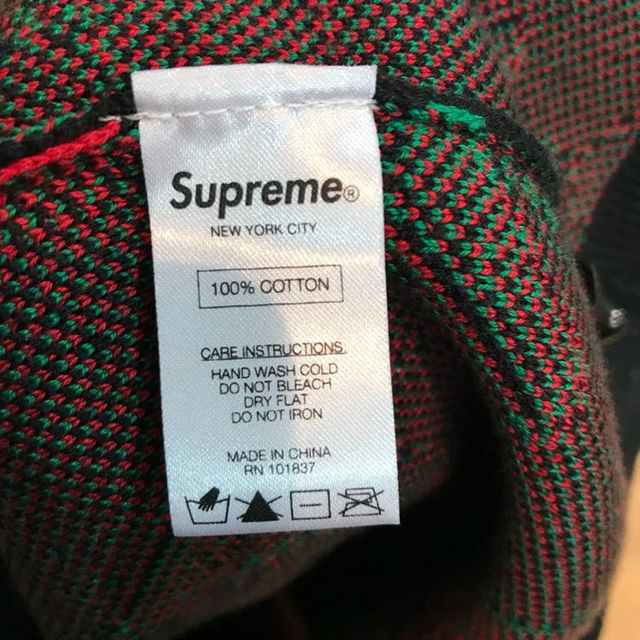 Supreme®
NEW YORK CITY
100% COTTON
CARE INSTRUCTIONS.
HAND WASH COLD
DO NOT BLEACH
DRY FLAT
DO NOT IRON
MADE IN CHINA
RN 101837